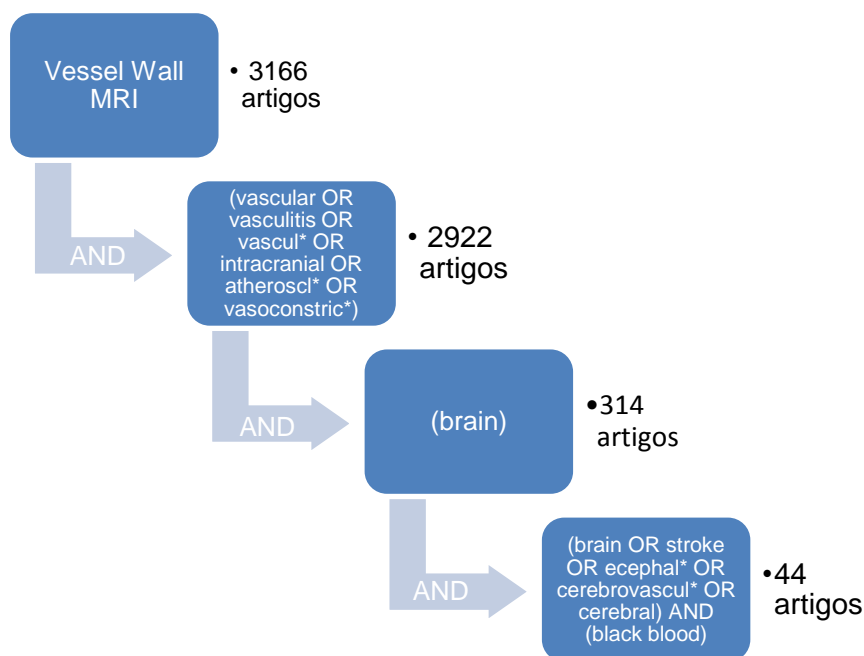 Vessel Wall
MRI
• 3166
artigos
AND
(vascular OR
vasculitis OR
vascul* OR
intracranial OR
atheroscl* OR
vasoconstric*)
• 2922
artigos
AND
(brain)
•314
artigos
AND
(brain OR stroke
OR ecephal* OR
cerebrovascul* OR
cerebral) AND
(black blood)
•44
artigos